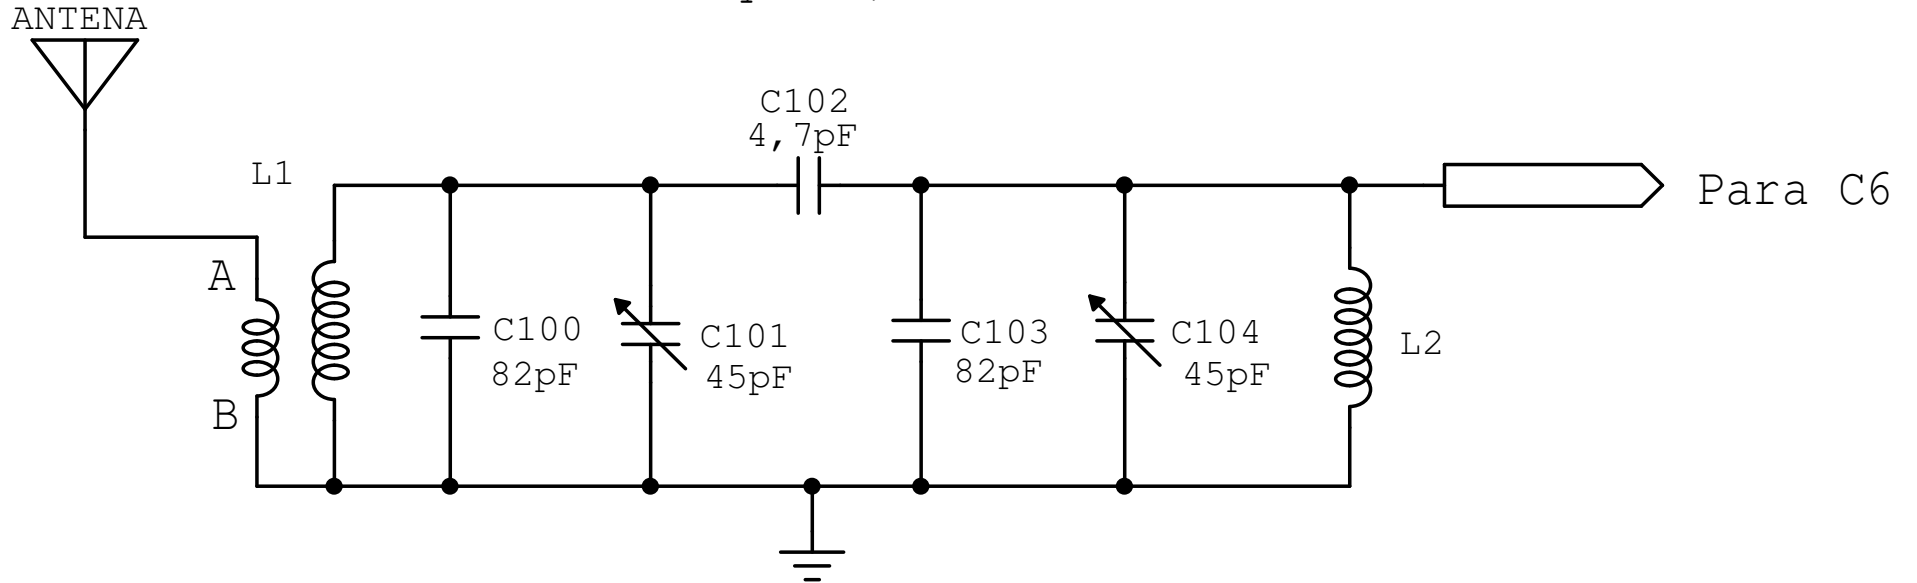 ANTENA
C102
4,7pF
L1
Para C6
A
C100
82pF
C101
45pF
C103
82pF
C104
45pF
L2
B